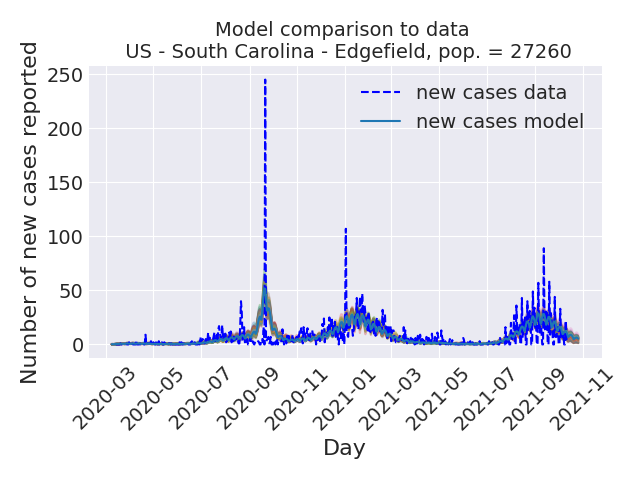 Model comparison to data
US - South Carolina - Edgefield, pop. = 27260
Number of new cases reported
250
200
150
100
50
0
new cases data
new cases model
2020-03
2020-05
2020-07
2020-09
2020-11
2021-01
2021-03
2021-05
2021-07
2021-09
2021-11
Day